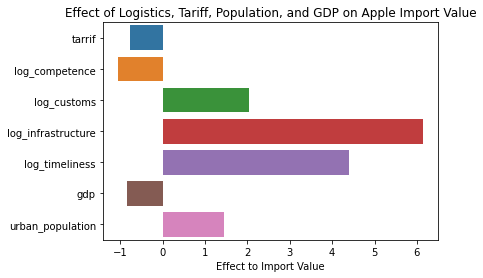 Effect of Logistics, Tariff, Population, and GDP on Apple Import Value
tarrif
log_competence
log_customs
log_infrastructure
log_timeliness
gdp
urban_population
−1 0 1 2 3 4 5 6
Effect to Import Value